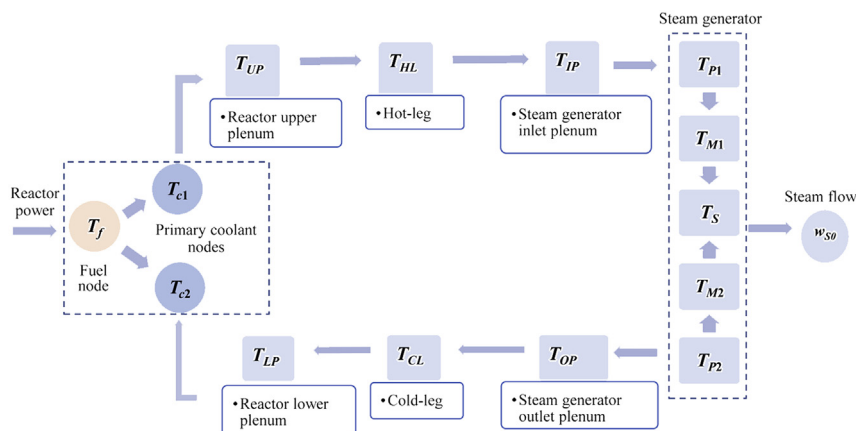 Steam generator
T_UP
T_HL
T_IP
T_P1
• Reactor upper
plenum
• Hot-leg
• Steam generator
inlet plenum
T_M1
Reactor
power
T_c1
T_f
Primary coolant
nodes
T_S
Steam flow
w_S0
Fuel
node
T_c2
T_M2
T_LP
T_CL
T_OP
T_P2
• Reactor lower
plenum
• Cold-leg
• Steam generator
outlet plenum